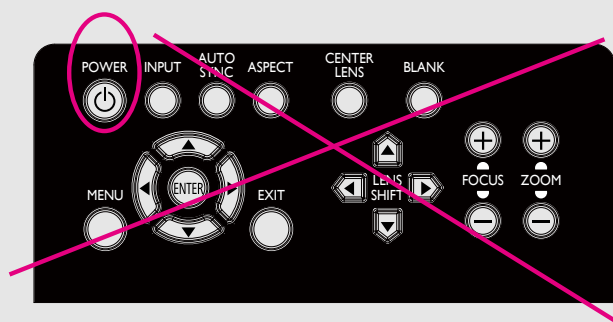 POWER INPUT AUTO SYNC ASPECT CENTER LENS BLANK
MENU ENTER EXIT LENS SHIFT FOCUS ZOOM